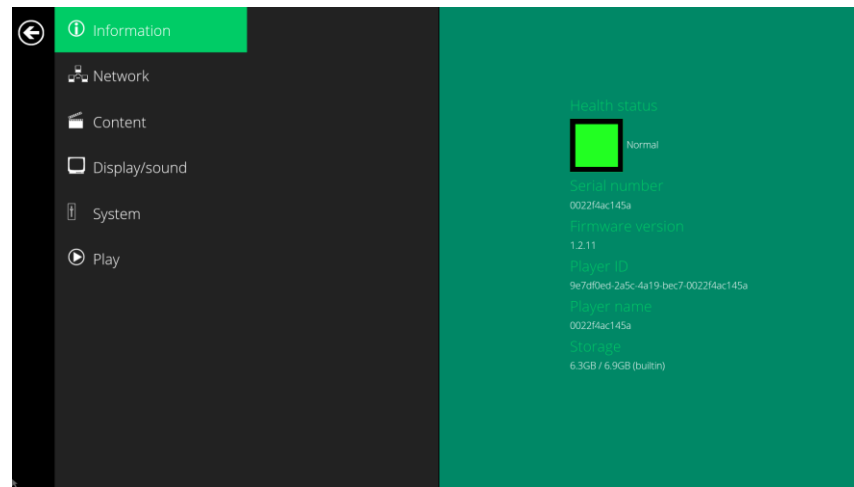 Information
Network
Content
Display/sound
System
Play
Health status
Normal
Serial number
0022f4ac145a
Firmware version
1.2.11
Player ID
9e7df0ed-2a5c-4a19-bec7-0022f4ac145a
Player name
0022f4ac145a
Storage
6.3GB / 6.9GB (builtin)